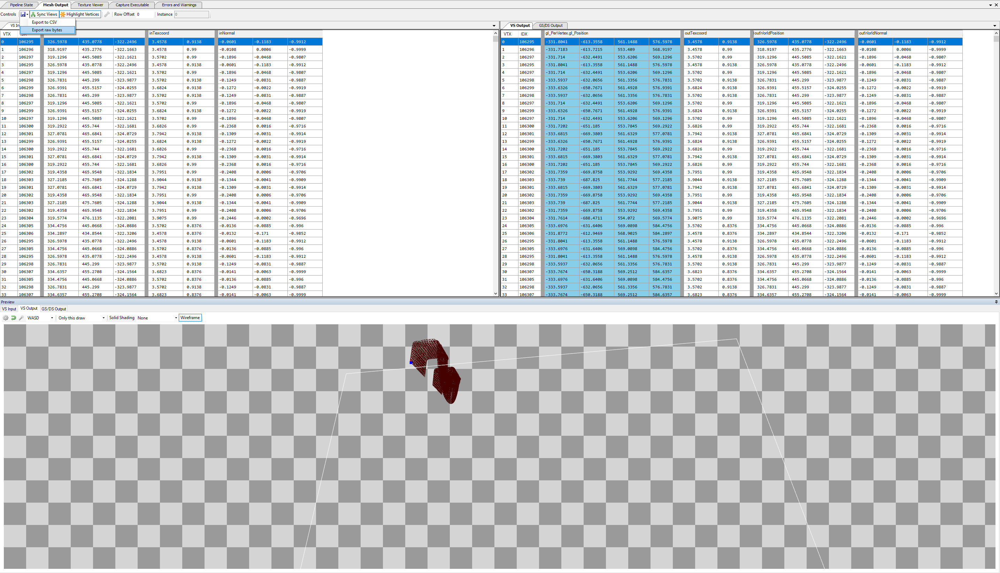 Pipeline State Mesh Output Texture Viewer Capture Executable Errors and Warnings
Controls Sync Views Highlight Vertices Row Offset 0 Instance 0
Export to CSV
Export raw bytes
VS In
VTX inTexcoord inNormal
0 106295 326.5978 435.0778 -322.2496 3.4578 0.9138 -0.0601 -0.1183 -0.9912
1 106296 318.9197 435.2776 -322.1663 3.4578 0.99 -0.0108 0.0006 -0.9999
2 106297 319.1296 445.5085 -322.1621 3.5702 0.99 -0.1896 -0.0468 -0.9807
3 106295 326.5978 435.0778 -322.2496 3.4578 0.9138 -0.0601 -0.1183 -0.9912
4 106297 319.1296 445.5085 -322.1621 3.5702 0.99 -0.1896 -0.0468 -0.9807
5 106298 326.7831 445.299 -323.9877 3.5702 0.9138 -0.1249 -0.0831 -0.9887
6 106299 326.9391 455.5157 -324.0255 3.6824 0.9138 -0.1272 -0.0022 -0.9919
7 106298 326.7831 445.299 -323.9877 3.5702 0.9138 -0.1249 -0.0831 -0.9887
8 106297 319.1296 445.5085 -322.1621 3.5702 0.99 -0.1896 -0.0468 -0.9807
9 106299 326.9391 455.5157 -324.0255 3.6824 0.9138 -0.1272 -0.0022 -0.9919
10 106297 319.1296 445.5085 -322.1621 3.5702 0.99 -0.1896 -0.0468 -0.9807
11 106300 319.2922 455.744 -322.1681 3.6826 0.99 -0.2368 0.0016 -0.9716
12 106301 327.0781 465.6841 -324.0729 3.7942 0.9138 -0.1309 -0.0031 -0.9914
13 106299 326.9391 455.5157 -324.0255 3.6824 0.9138 -0.1272 -0.0022 -0.9919
14 106300 319.2922 455.744 -322.1681 3.6826 0.99 -0.2368 0.0016 -0.9716
15 106301 327.0781 465.6841 -324.0729 3.7942 0.9138 -0.1309 -0.0031 -0.9914
16 106300 319.2922 455.744 -322.1681 3.6826 0.99 -0.2368 0.0016 -0.9716
17 106302 319.4358 465.9548 -322.1834 3.7951 0.99 -0.2408 0.0006 -0.9706
18 106303 327.2185 475.7605 -324.1288 3.9044 0.9138 -0.1344 -0.0041 -0.9909
19 106301 327.0781 465.6841 -324.0729 3.7942 0.9138 -0.1309 -0.0031 -0.9914
20 106302 319.4358 465.9548 -322.1834 3.7951 0.99 -0.2408 0.0006 -0.9706
21 106303 327.2185 475.7605 -324.1288 3.9044 0.9138 -0.1344 -0.0041 -0.9909
22 106302 319.4358 465.9548 -322.1834 3.7951 0.99 -0.2408 0.0006 -0.9706
23 106304 319.5774 476.1135 -322.2081 3.9075 0.99 -0.2446 -0.0002 -0.9696
24 106305 334.4756 445.0668 -324.0886 3.5702 0.8376 -0.0136 -0.0885 -0.996
25 106306 334.2897 434.8544 -322.3206 3.4578 0.8376 -0.0132 -0.171 -0.9852
26 106295 326.5978 435.0778 -322.2496 3.4578 0.9138 -0.0601 -0.1183 -0.9912
27 106305 334.4756 445.0668 -324.0886 3.5702 0.8376 -0.0136 -0.0885 -0.996
28 106295 326.5978 435.0778 -322.2496 3.4578 0.9138 -0.0601 -0.1183 -0.9912
29 106298 326.7831 445.299 -323.9877 3.5702 0.9138 -0.1249 -0.0831 -0.9887
30 106307 334.6357 455.2708 -324.1564 3.6823 0.8376 -0.0141 -0.0063 -0.9999
31 106305 334.4756 445.0668 -324.0886 3.5702 0.8376 -0.0136 -0.0885 -0.996
32 106298 326.7831 445.299 -323.9877 3.5702 0.9138 -0.1249 -0.0831 -0.9887
33 106307 334.6357 455.2708 -324.1564 3.6823 0.8376 -0.0141 -0.0063 -0.9999
VS Output GS/DS Output
VTX IDX gl_PerVertex.gl_Position outTexcoord outWorldPosition outWorldNormal
0 106295 -331.8041 -613.3558 561.1488 576.5978 3.4578 0.9138 326.5978 435.0778 -322.2496 -0.0601 -0.1183 -0.9912
1 106296 -331.7183 -613.7215 553.409 568.9197 3.4578 0.99 318.9197 435.2776 -322.1663 -0.0108 0.0006 -0.9999
2 106297 -331.714 -632.4491 553.6206 569.1296 3.5702 0.99 319.1296 445.5085 -322.1621 -0.1896 -0.0468 -0.9807
3 106295 -331.8041 -613.3558 561.1488 576.5978 3.4578 0.9138 326.5978 435.0778 -322.2496 -0.0601 -0.1183 -0.9912
4 106297 -331.714 -632.4491 553.6206 569.1296 3.5702 0.99 319.1296 445.5085 -322.1621 -0.1896 -0.0468 -0.9807
5 106298 -333.5937 -632.0656 561.3356 576.7831 3.5702 0.9138 326.7831 445.299 -323.9877 -0.1249 -0.0831 -0.9887
6 106299 -333.6326 -650.7671 561.4928 576.9391 3.6824 0.9138 326.9391 455.5157 -324.0255 -0.1272 -0.0022 -0.9919
7 106298 -333.5937 -632.0656 561.3356 576.7831 3.5702 0.9138 326.7831 445.299 -323.9877 -0.1249 -0.0831 -0.9887
8 106297 -331.714 -632.4491 553.6206 569.1296 3.5702 0.99 319.1296 445.5085 -322.1621 -0.1896 -0.0468 -0.9807
9 106299 -333.6326 -650.7671 561.4928 576.9391 3.6824 0.9138 326.9391 455.5157 -324.0255 -0.1272 -0.0022 -0.9919
10 106297 -331.714 -632.4491 553.6206 569.1296 3.5702 0.99 319.1296 445.5085 -322.1621 -0.1896 -0.0468 -0.9807
11 106300 -331.7202 -651.185 553.7845 569.2922 3.6826 0.99 319.2922 455.744 -322.1681 -0.2368 0.0016 -0.9716
12 106301 -333.6815 -669.3803 561.6329 577.0781 3.7942 0.9138 327.0781 465.6841 -324.0729 -0.1309 -0.0031 -0.9914
13 106299 -333.6326 -650.7671 561.4928 576.9391 3.6824 0.9138 326.9391 455.5157 -324.0255 -0.1272 -0.0022 -0.9919
14 106300 -331.7202 -651.185 553.7845 569.2922 3.6826 0.99 319.2922 455.744 -322.1681 -0.2368 0.0016 -0.9716
15 106301 -333.6815 -669.3803 561.6329 577.0781 3.7942 0.9138 327.0781 465.6841 -324.0729 -0.1309 -0.0031 -0.9914
16 106300 -331.7202 -651.185 553.7845 569.2922 3.6826 0.99 319.2922 455.744 -322.1681 -0.2368 0.0016 -0.9716
17 106302 -331.7359 -669.8758 553.9292 569.4358 3.7951 0.99 319.4358 465.9548 -322.1834 -0.2408 0.0006 -0.9706
18 106303 -333.739 -687.825 561.7744 577.2185 3.9044 0.9138 327.2185 475.7605 -324.1288 -0.1344 -0.0041 -0.9909
19 106301 -333.6815 -669.3803 561.6329 577.0781 3.7942 0.9138 327.0781 465.6841 -324.0729 -0.1309 -0.0031 -0.9914
20 106302 -331.7359 -669.8758 553.9292 569.4358 3.7951 0.99 319.4358 465.9548 -322.1834 -0.2408 0.0006 -0.9706
21 106303 -333.739 -687.825 561.7744 577.2185 3.9044 0.9138 327.2185 475.7605 -324.1288 -0.1344 -0.0041 -0.9909
22 106302 -331.7359 -669.8758 553.9292 569.4358 3.7951 0.99 319.4358 465.9548 -322.1834 -0.2408 0.0006 -0.9706
23 106304 -331.7614 -688.4711 554.072 569.5774 3.9075 0.99 319.5774 476.1135 -322.2081 -0.2446 -0.0002 -0.9696
24 106305 -333.6976 -631.6406 569.0898 584.4756 3.5702 0.8376 334.4756 445.0668 -324.0886 -0.0136 -0.0885 -0.996
25 106306 -331.8772 -612.9469 568.9025 584.2897 3.4578 0.8376 334.2897 434.8544 -322.3206 -0.0132 -0.171 -0.9852
26 106295 -331.8041 -613.3558 561.1488 576.5978 3.4578 0.9138 326.5978 435.0778 -322.2496 -0.0601 -0.1183 -0.9912
27 106305 -333.6976 -631.6406 569.0898 584.4756 3.5702 0.8376 334.4756 445.0668 -324.0886 -0.0136 -0.0885 -0.996
28 106295 -331.8041 -613.3558 561.1488 576.5978 3.4578 0.9138 326.5978 435.0778 -322.2496 -0.0601 -0.1183 -0.9912
29 106298 -333.5937 -632.0656 561.3356 576.7831 3.5702 0.9138 326.7831 445.299 -323.9877 -0.1249 -0.0831 -0.9887
30 106307 -333.7674 -650.3188 569.2512 584.6357 3.6823 0.8376 334.6357 455.2708 -324.1564 -0.0141 -0.0063 -0.9999
31 106305 -333.6976 -631.6406 569.0898 584.4756 3.5702 0.8376 334.4756 445.0668 -324.0886 -0.0136 -0.0885 -0.996
32 106298 -333.5937 -632.0656 561.3356 576.7831 3.5702 0.9138 326.7831 445.299 -323.9877 -0.1249 -0.0831 -0.9887
33 106307 -333.7674 -650.3188 569.2512 584.6357 3.6823 0.8376 334.6357 455.2708 -324.1564 -0.0141 -0.0063 -0.9999
Preview
VS Input VS Output GS/DS Output
WASD Only this draw Solid Shading None Wireframe